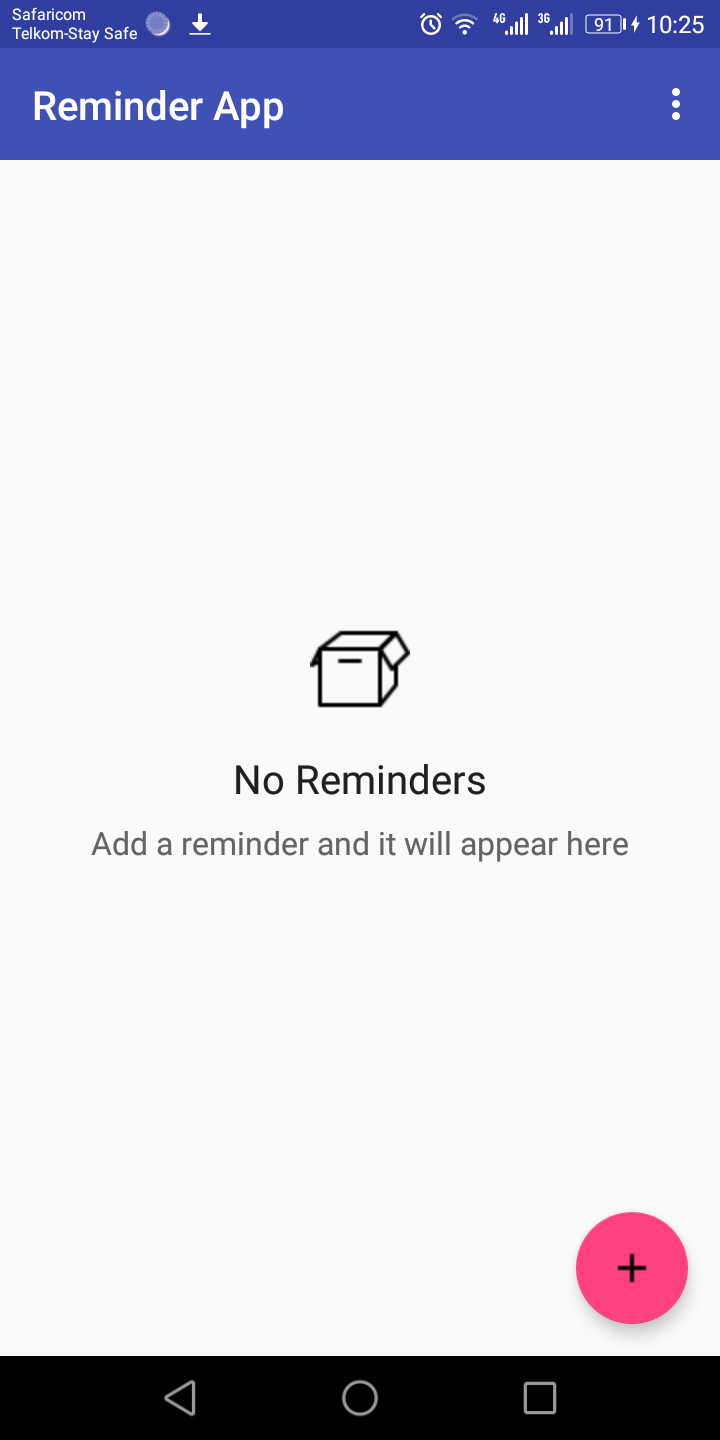 Safaricom
Telkom-Stay Safe
4G 3G 91 10:25
Reminder App
No Reminders
Add a reminder and it will appear here
+